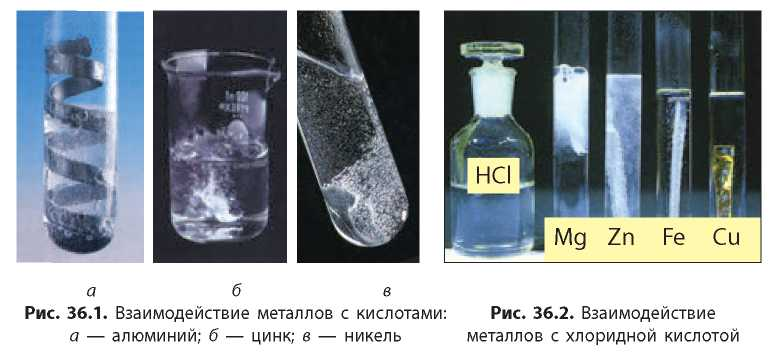 HCl
Mg Zn Fe Cu
а б в
Рис. 36.1. Взаимодействие металлов с кислотами:
а — алюминий; б — цинк; в — никель
Рис. 36.2. Взаимодействие
металлов с хлоридной кислотой